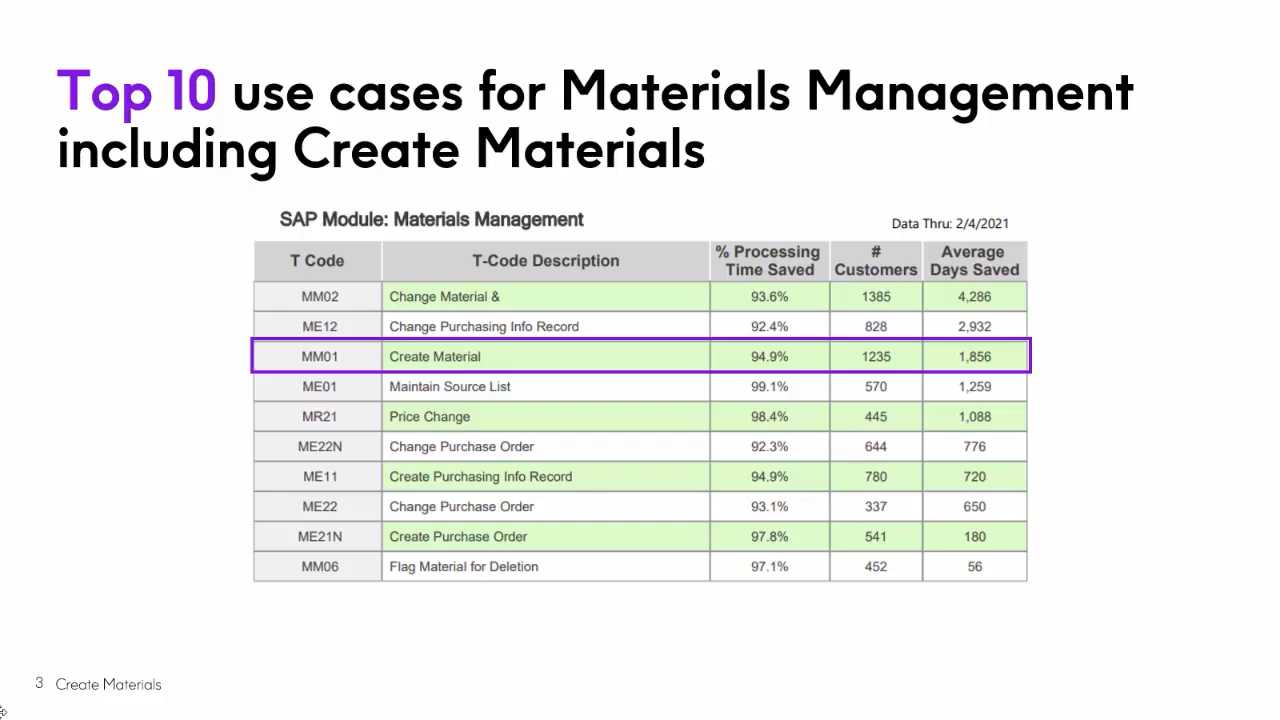 Top 10 use cases for Materials Management
including Create Materials
SAP Module: Materials Management
Data Thru: 2/4/2021
T Code T-Code Description % Processing Time Saved # Customers Average Days Saved
MM02 Change Material & 93.6% 1385 4,286
ME12 Change Purchasing Info Record 92.4% 828 2,932
MM01 Create Material 94.9% 1235 1,856
ME01 Maintain Source List 99.1% 570 1,259
MR21 Price Change 98.4% 445 1,088
ME22N Change Purchase Order 92.3% 644 776
ME11 Create Purchasing Info Record 94.9% 780 720
ME22 Change Purchase Order 93.1% 337 650
ME21N Create Purchase Order 97.8% 541 180
MM06 Flag Material for Deletion 97.1% 452 56
3 Create Materials